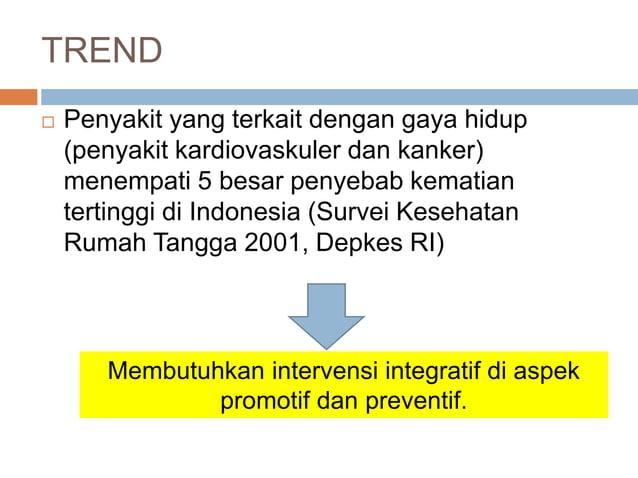 TREND
Penyakit yang terkait dengan gaya hidup
(penyakit kardiovaskuler dan kanker)
menempati 5 besar penyebab kematian
tertinggi di Indonesia (Survei Kesehatan
Rumah Tangga 2001, Depkes RI)
Membutuhkan intervensi integratif di aspek
promotif dan preventif.